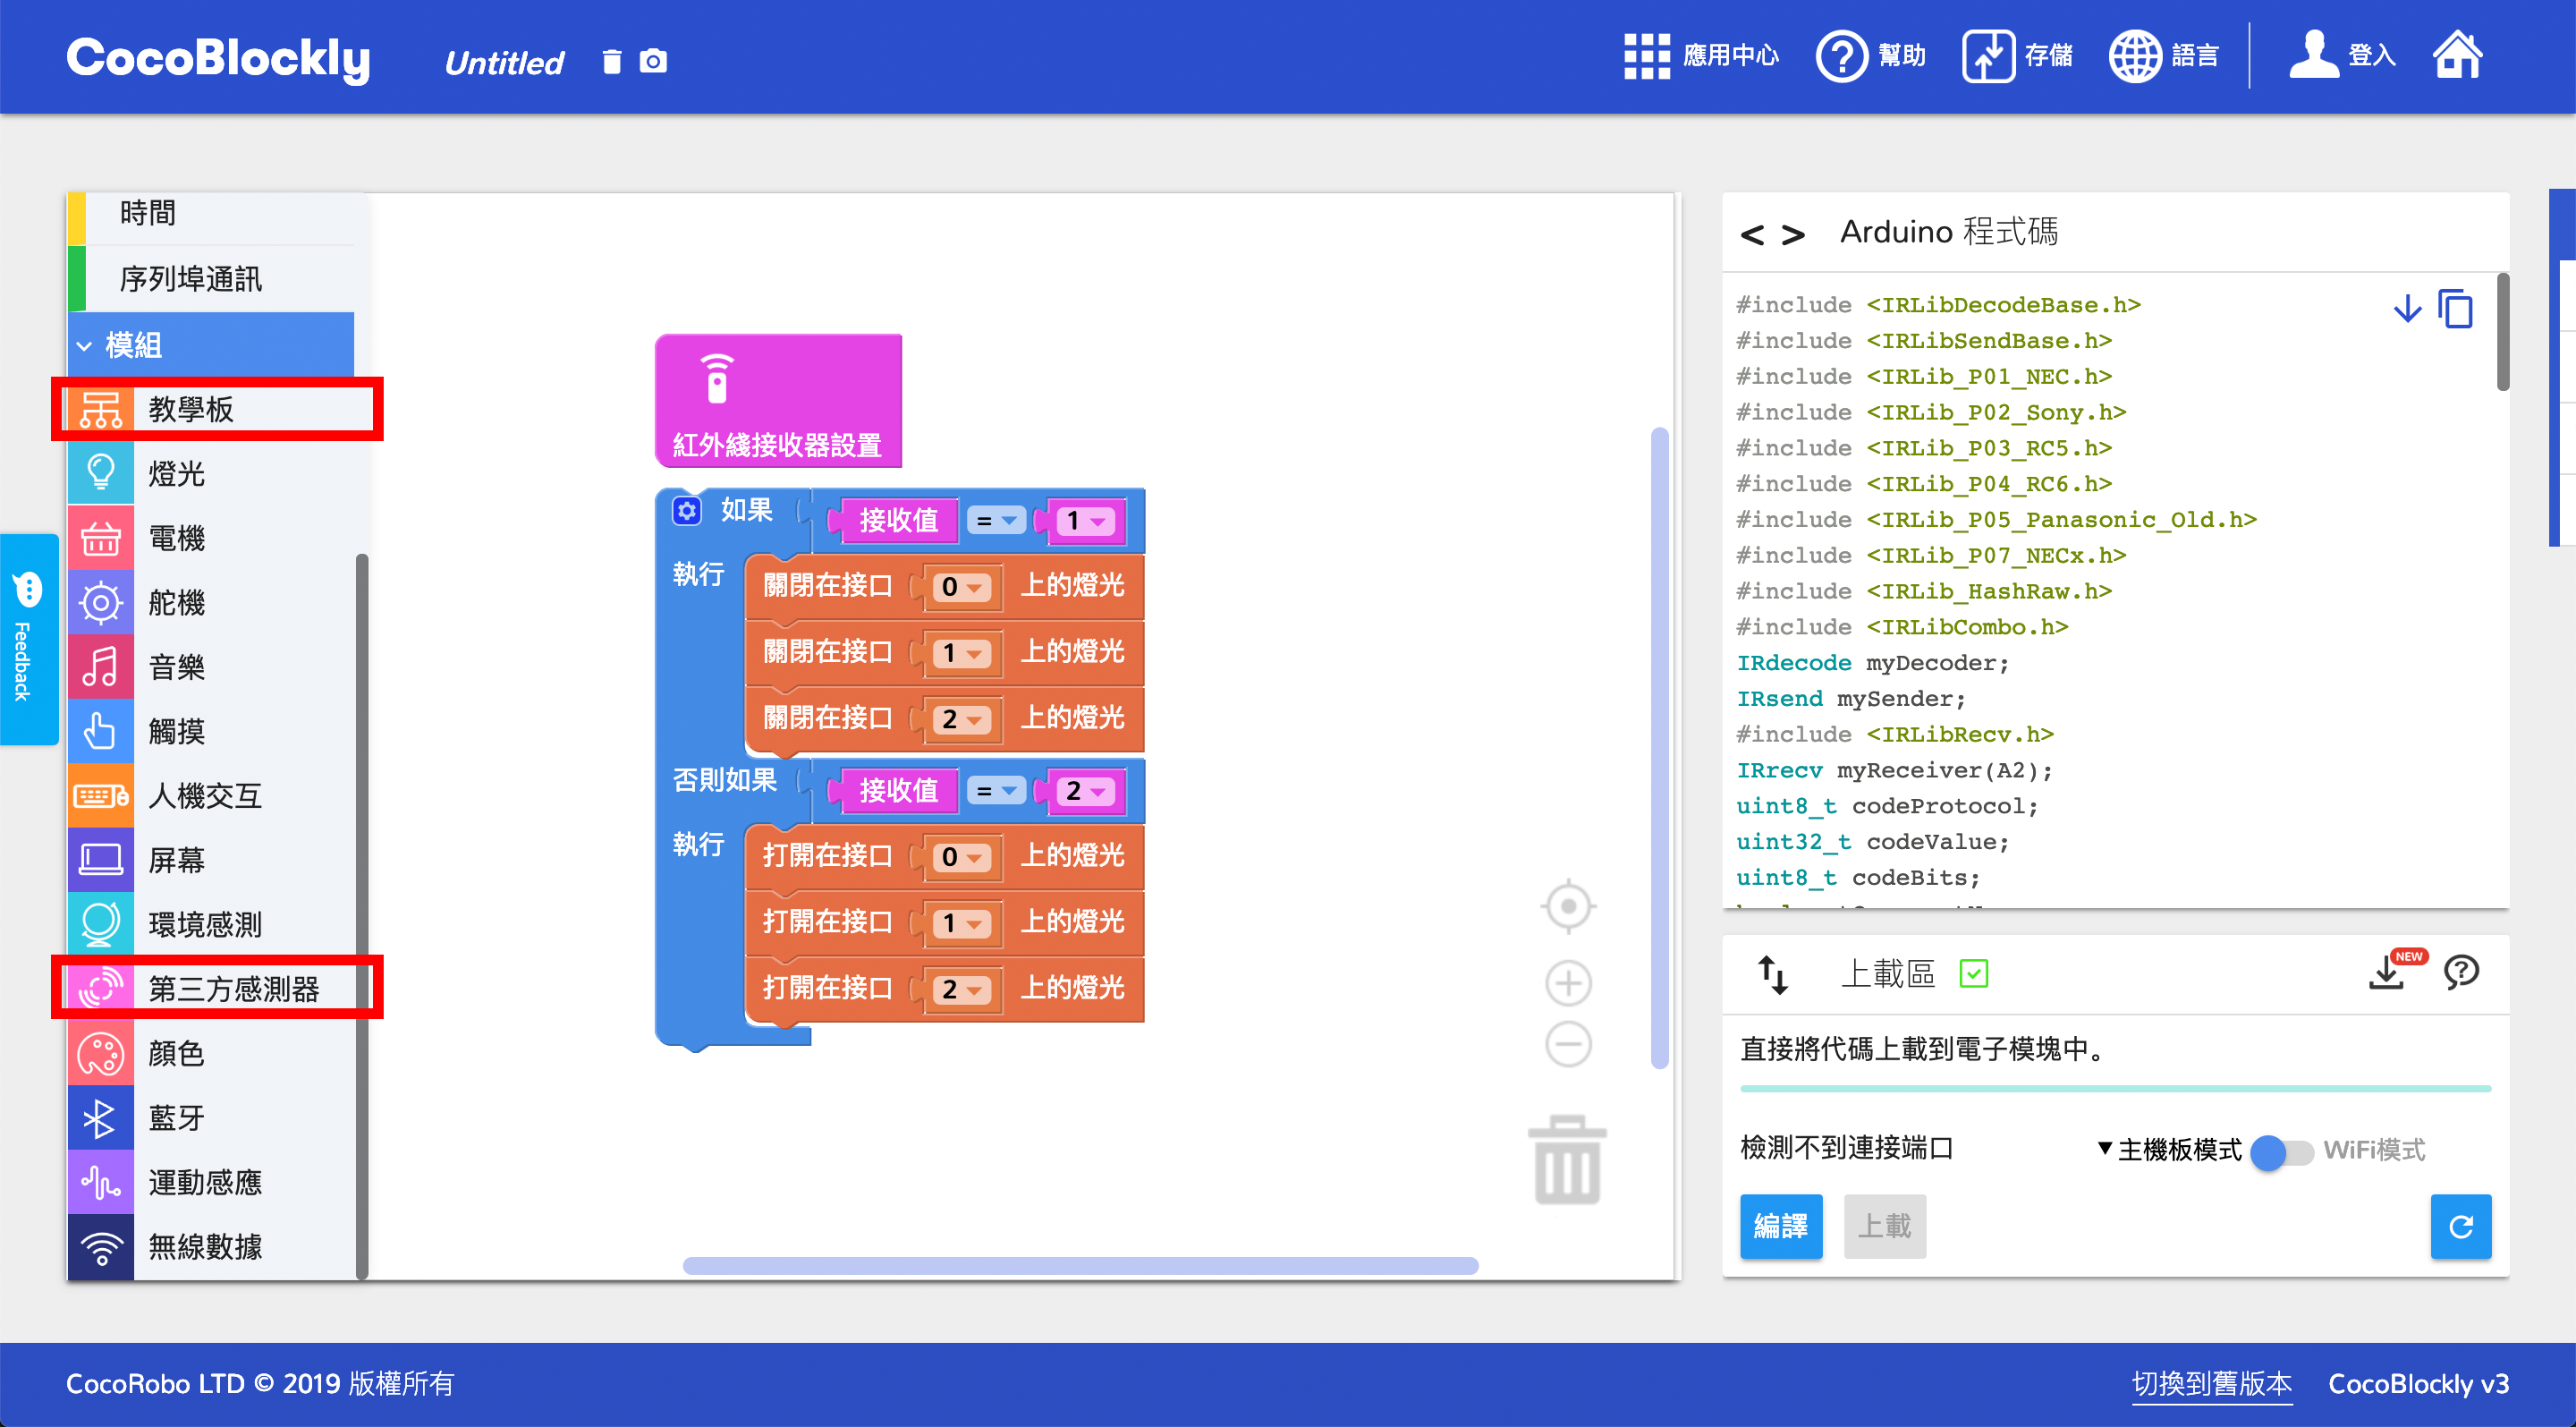 CocoBlockly
Untitled
應用中心
幫助
存儲
語言
登入
時間
序列埠通訊
模組
教學板
燈光
電機
舵機
音樂
觸摸
人機交互
屏幕
環境感測
第三方感測器
顏色
藍牙
運動感應
無線數據
Feedback
紅外綫接收器設置
如果 接收值 = 1
執行 關閉在接口 0 上的燈光
關閉在接口 1 上的燈光
關閉在接口 2 上的燈光
否則如果 接收值 = 2
執行 打開在接口 0 上的燈光
打開在接口 1 上的燈光
打開在接口 2 上的燈光
< > Arduino 程式碼
#include <IRLibDecodeBase.h>
#include <IRLibSendBase.h>
#include <IRLib_P01_NEC.h>
#include <IRLib_P02_Sony.h>
#include <IRLib_P03_RC5.h>
#include <IRLib_P04_RC6.h>
#include <IRLib_P05_Panasonic_Old.h>
#include <IRLib_P07_NECx.h>
#include <IRLib_HashRaw.h>
#include <IRLibCombo.h>
IRdecode myDecoder;
IRsend mySender;
#include <IRLibRecv.h>
IRrecv myReceiver(A2);
uint8_t codeProtocol;
uint32_t codeValue;
uint8_t codeBits;
上載區
NEW
直接將代碼上載到電子模塊中。
檢測不到連接端口
▼主機板模式
WiFi模式
編譯
上載
CocoRobo LTD © 2019 版權所有
切換到舊版本
CocoBlockly v3